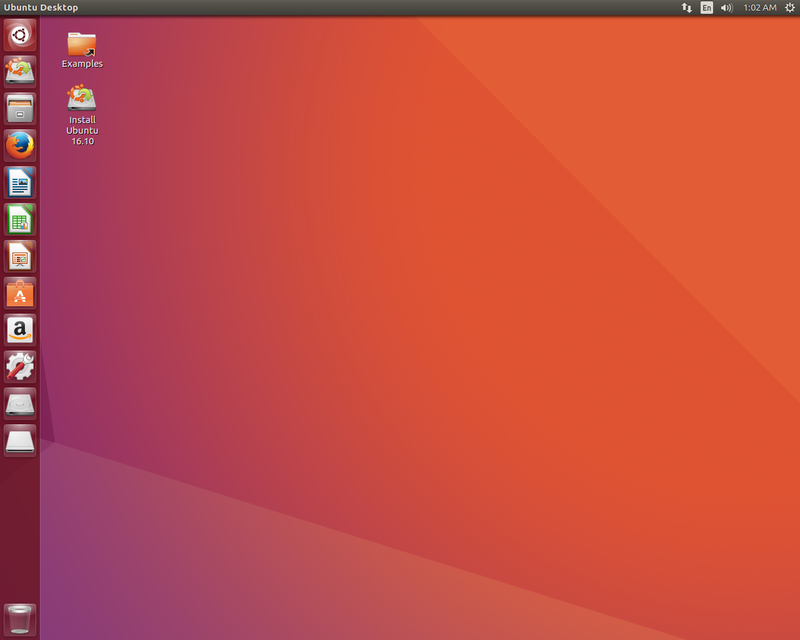 Ubuntu Desktop
En
1:02 AM
Examples
Install
Ubuntu
16.10
a